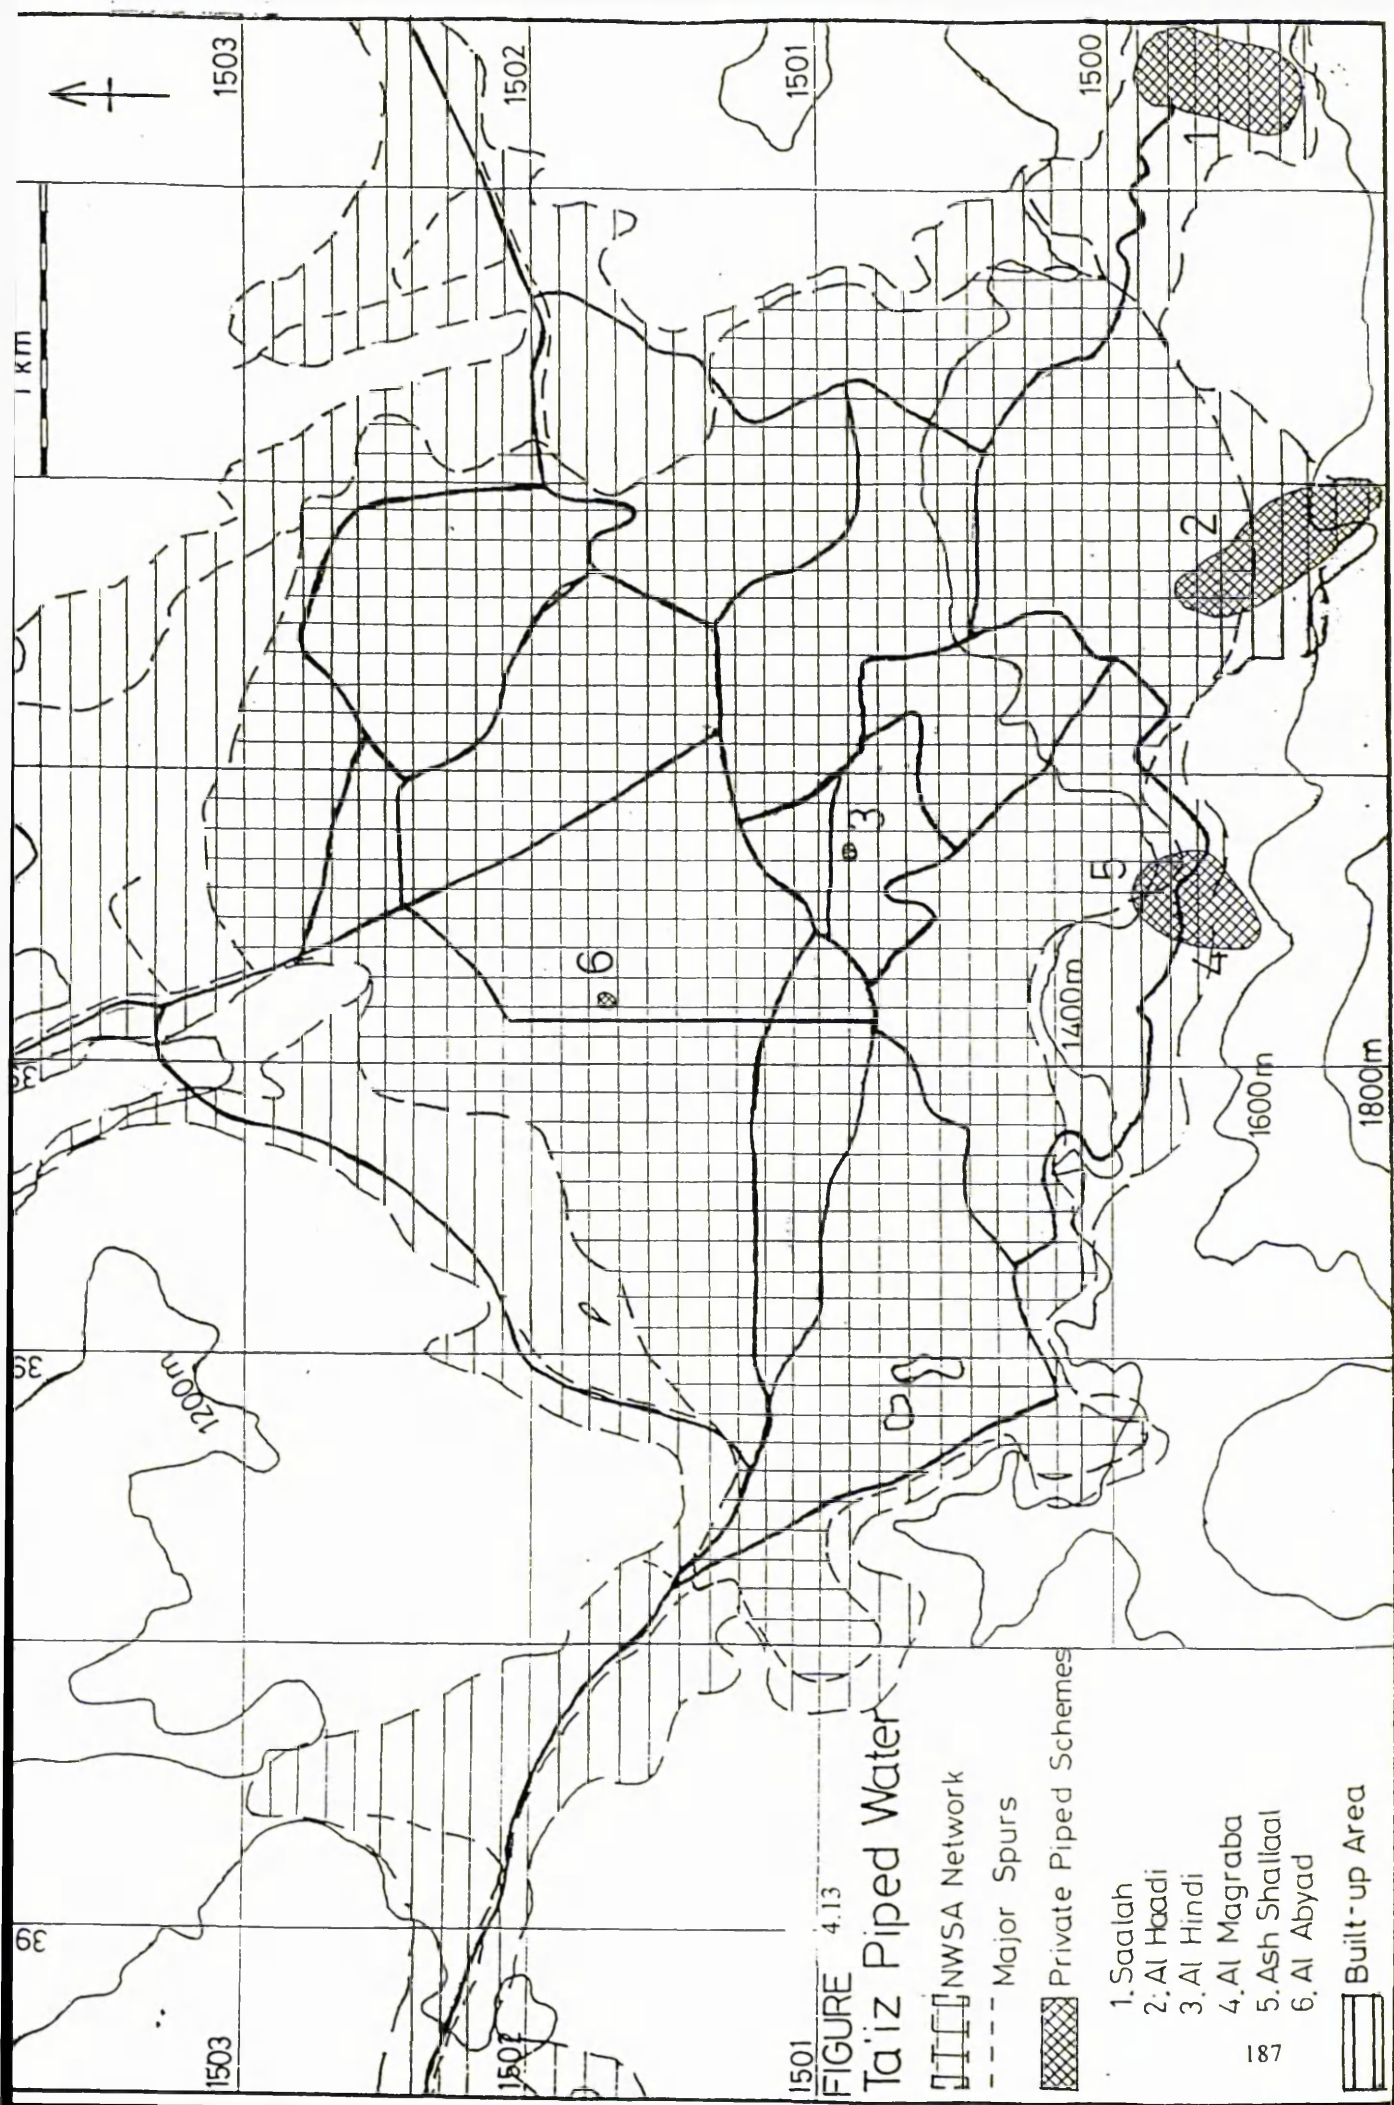 FIGURE 4.13
Ta'iz Piped Water
NWSA Network
Major Spurs
Private Piped Schemes
1. Saalah
2. Al Haadi
3. Al Hindi
4. Al Magraba
5. Ash Shallaal
6. Al Abyad
Built-up Area
187
1 km
1503
1502
1501
1500
1503
1502
1501
39
39
39
1200m
1400m
1600m
1800m
1
2
3
4
5
6